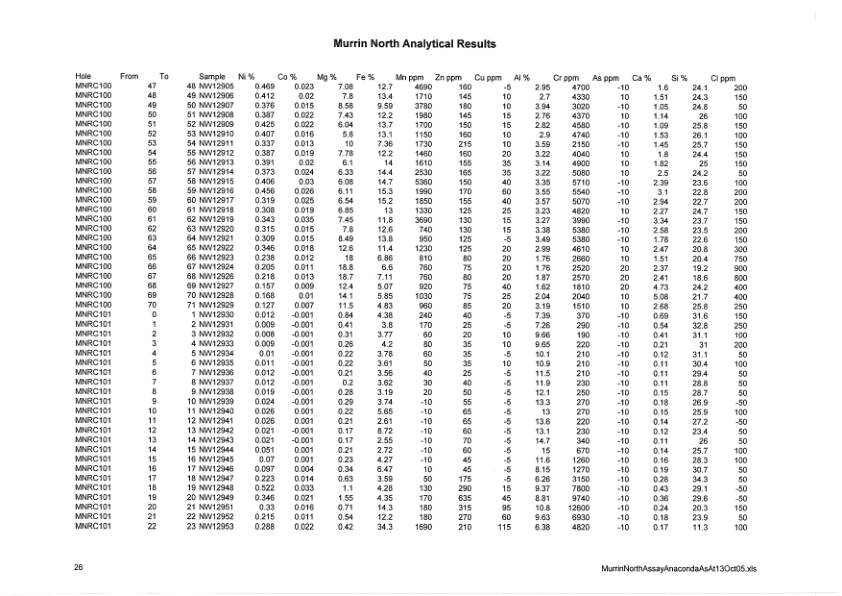 Murrin North Analytical Results
Hole From To Sample Ni % Co % Mg % Fe % Mn ppm Zn ppm Cu ppm Al % Cr ppm As ppm Ca % Si % Cl ppm
MNRC100 47 48 NW12905 0.469 0.023 7.08 12.7 4690 160 -5 2.95 4700 -10 1.6 24.1 200
MNRC100 48 49 NW12906 0.412 0.02 7.8 13.4 1710 145 10 2.7 4330 10 1.51 24.3 150
MNRC100 49 50 NW12907 0.376 0.015 8.58 9.59 3780 180 10 3.94 3020 -10 1.05 24.8 50
MNRC100 50 51 NW12908 0.387 0.022 7.43 12.2 1980 145 15 2.76 4370 10 1.14 26 100
MNRC100 51 52 NW12909 0.425 0.022 6.04 13.7 1700 150 15 2.82 4580 -10 1.09 25.8 150
MNRC100 52 53 NW12910 0.407 0.016 5.8 13.1 1150 160 10 2.9 4740 -10 1.53 26.1 100
MNRC100 53 54 NW12911 0.337 0.013 10 7.36 1730 215 10 3.59 2150 -10 1.45 25.7 150
MNRC100 54 55 NW12912 0.387 0.019 7.78 12.2 1460 160 20 3.22 4040 10 1.8 24.4 150
MNRC100 55 56 NW12913 0.391 0.02 6.1 14 1610 155 35 3.14 4900 10 1.82 25 150
MNRC100 56 57 NW12914 0.373 0.024 6.33 14.4 2530 165 35 3.22 5080 -10 2.5 24.2 50
MNRC100 57 58 NW12915 0.406 0.03 6.08 14.7 5360 150 40 3.35 5710 -10 2.39 23.6 100
MNRC100 58 59 NW12916 0.456 0.026 6.11 15.3 1990 170 60 3.55 5540 -10 3.1 22.8 200
MNRC100 59 60 NW12917 0.319 0.025 6.54 15.2 1850 155 40 3.57 5070 -10 2.94 22.7 200
MNRC100 60 61 NW12918 0.308 0.019 6.85 13 1330 125 25 3.23 4820 10 2.27 24.7 150
MNRC100 61 62 NW12919 0.343 0.035 7.45 11.8 3690 130 15 3.27 3990 -10 3.34 23.7 150
MNRC100 62 63 NW12920 0.315 0.015 7.8 12.6 740 130 15 3.38 5380 -10 2.58 23.5 200
MNRC100 63 64 NW12921 0.309 0.015 8.49 13.8 950 125 -5 3.49 5380 -10 1.78 22.6 150
MNRC100 64 65 NW12922 0.346 0.018 12.6 11.4 1230 125 20 2.99 4610 10 2.47 20.8 300
MNRC100 65 66 NW12923 0.238 0.012 18 6.86 810 80 20 1.76 2660 10 1.51 20.4 750
MNRC100 66 67 NW12924 0.205 0.011 18.8 6.6 760 75 20 1.76 2520 20 2.37 19.2 900
MNRC100 67 68 NW12926 0.218 0.013 18.7 7.11 760 80 20 1.87 2570 20 2.41 18.6 800
MNRC100 68 69 NW12927 0.157 0.009 12.4 5.07 920 75 40 1.62 1810 20 4.73 24.2 400
MNRC100 69 70 NW12928 0.168 0.01 14.1 5.85 1030 75 25 2.04 2040 10 5.08 21.7 400
MNRC100 70 71 NW12929 0.127 0.007 11.5 4.83 960 85 20 3.19 1510 10 2.68 25.8 250
MNRC101 0 1 NW12930 0.012 -0.001 0.84 4.38 240 40 -5 7.39 370 -10 0.69 31.6 150
MNRC101 1 2 NW12931 0.009 -0.001 0.41 3.8 170 25 -5 7.26 290 -10 0.54 32.8 250
MNRC101 2 3 NW12932 0.008 -0.001 0.31 3.77 60 20 10 9.66 190 -10 0.41 31.1 100
MNRC101 3 4 NW12933 0.009 -0.001 0.26 4.2 80 35 10 9.65 220 -10 0.21 31 200
MNRC101 4 5 NW12934 0.01 -0.001 0.22 3.78 60 35 -5 10.1 210 -10 0.12 31.1 50
MNRC101 5 6 NW12935 0.011 -0.001 0.22 3.61 50 35 10 10.9 210 -10 0.11 30.4 100
MNRC101 6 7 NW12936 0.012 -0.001 0.21 3.56 40 25 -5 11.5 210 -10 0.11 29.4 50
MNRC101 7 8 NW12937 0.012 -0.001 0.2 3.62 30 40 -5 11.9 230 -10 0.11 28.8 50
MNRC101 8 9 NW12938 0.019 -0.001 0.28 3.19 20 50 -5 12.1 250 -10 0.15 28.7 50
MNRC101 9 10 NW12939 0.024 -0.001 0.29 3.74 -10 55 -5 13.3 270 -10 0.18 26.9 -50
MNRC101 10 11 NW12940 0.026 0.001 0.22 5.65 -10 65 -5 13 270 -10 0.15 25.9 100
MNRC101 11 12 NW12941 0.026 0.001 0.21 2.61 -10 65 -5 13.6 220 -10 0.14 27.2 -50
MNRC101 12 13 NW12942 0.021 -0.001 0.17 8.72 -10 60 -5 13.1 230 -10 0.12 23.4 50
MNRC101 13 14 NW12943 0.021 -0.001 0.17 2.55 -10 70 -5 14.7 340 -10 0.11 26 50
MNRC101 14 15 NW12944 0.051 0.001 0.21 2.72 -10 60 -5 15 670 -10 0.14 25.7 100
MNRC101 15 16 NW12945 0.07 0.001 0.23 4.27 -10 45 -5 11.6 1260 -10 0.16 28.3 100
MNRC101 16 17 NW12946 0.097 0.004 0.34 6.47 10 45 -5 8.15 1270 -10 0.19 30.7 50
MNRC101 17 18 NW12947 0.223 0.014 0.63 3.59 50 175 -5 6.26 3150 -10 0.28 34.3 50
MNRC101 18 19 NW12948 0.522 0.033 1.1 4.28 130 290 15 9.37 7800 -10 0.43 29.1 -50
MNRC101 19 20 NW12949 0.346 0.021 1.55 4.35 170 635 45 8.81 9740 -10 0.36 29.6 -50
MNRC101 20 21 NW12951 0.33 0.016 0.71 14.3 180 315 95 10.8 12600 -10 0.24 20.3 150
MNRC101 21 22 NW12952 0.215 0.011 0.54 12.2 180 270 60 9.63 6930 -10 0.18 23.9 50
MNRC101 22 23 NW12953 0.288 0.022 0.42 34.3 1690 210 115 6.38 4820 -10 0.17 11.3 100
26 MurrinNorthAssayAnacondaAsAt13Oct05.xls